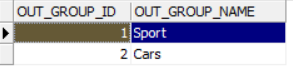 OUT_GROUP_ID OUT_GROUP_NAME
1 Sport
2 Cars